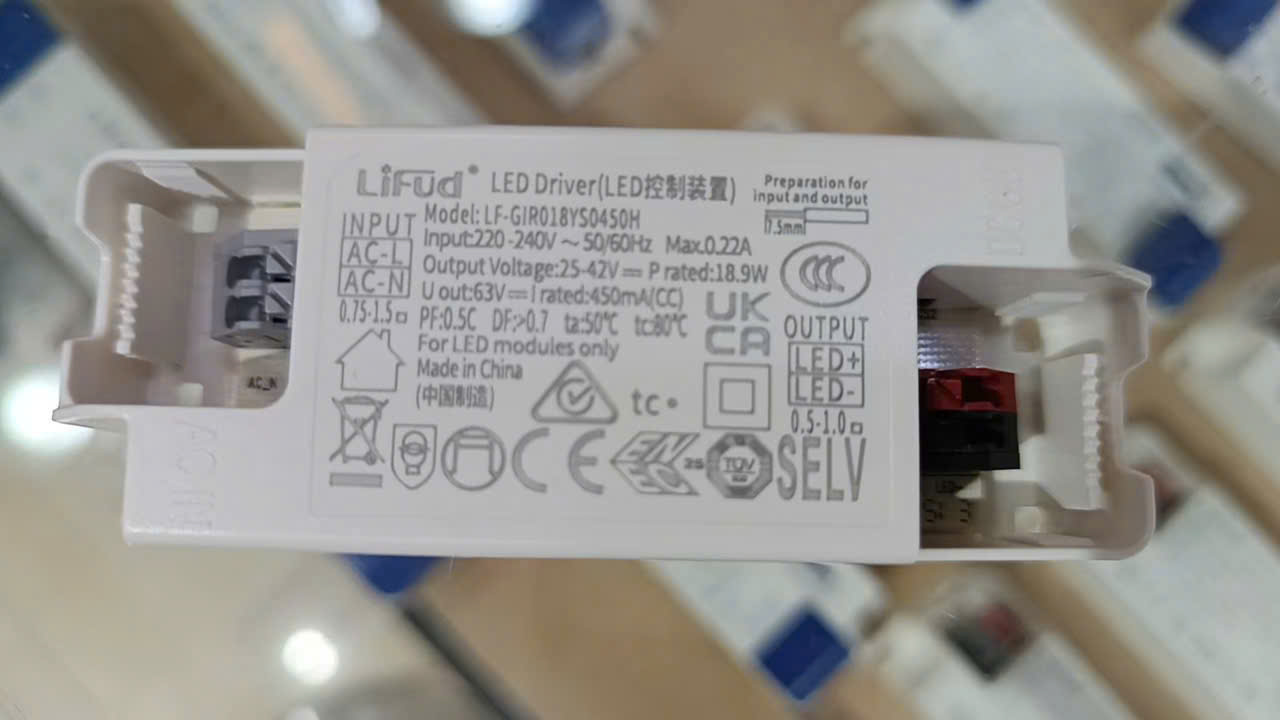 LiFud® LED Driver(LED控制装置)
Preparation for
input and output
7.5mm
INPUT
AC-L
AC-N
0.75-1.5□
Model: LF-GIR018YS0450H
Input:220-240V～50/60Hz Max.0.22A
Output Voltage:25-42V⎓ P rated:18.9W
U out:63V⎓I rated:450mA(CC)
PF:0.5C DF:>0.7 ta:50℃ tc:80℃
For LED modules only
Made in China
(中国制造)
CCC
UK
CA
OUTPUT
LED+
LED-
0.5-1.0□
tc•
CE
ENEC
25
TÜV
SELV
AC_N
AC IN